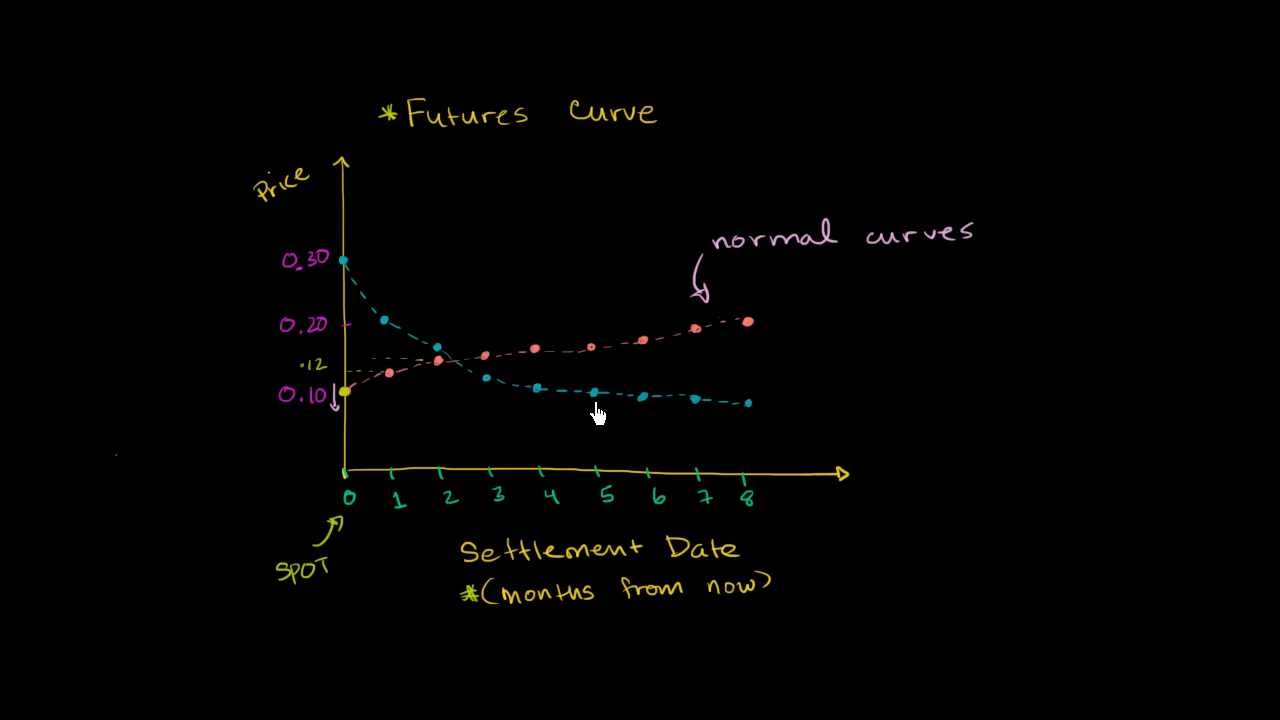 *Futures Curve
Price
normal curves
0.30
0.20
.12
0.10
0 1 2 3 4 5 6 7 8
SPOT
Settlement Date
*(months from now)